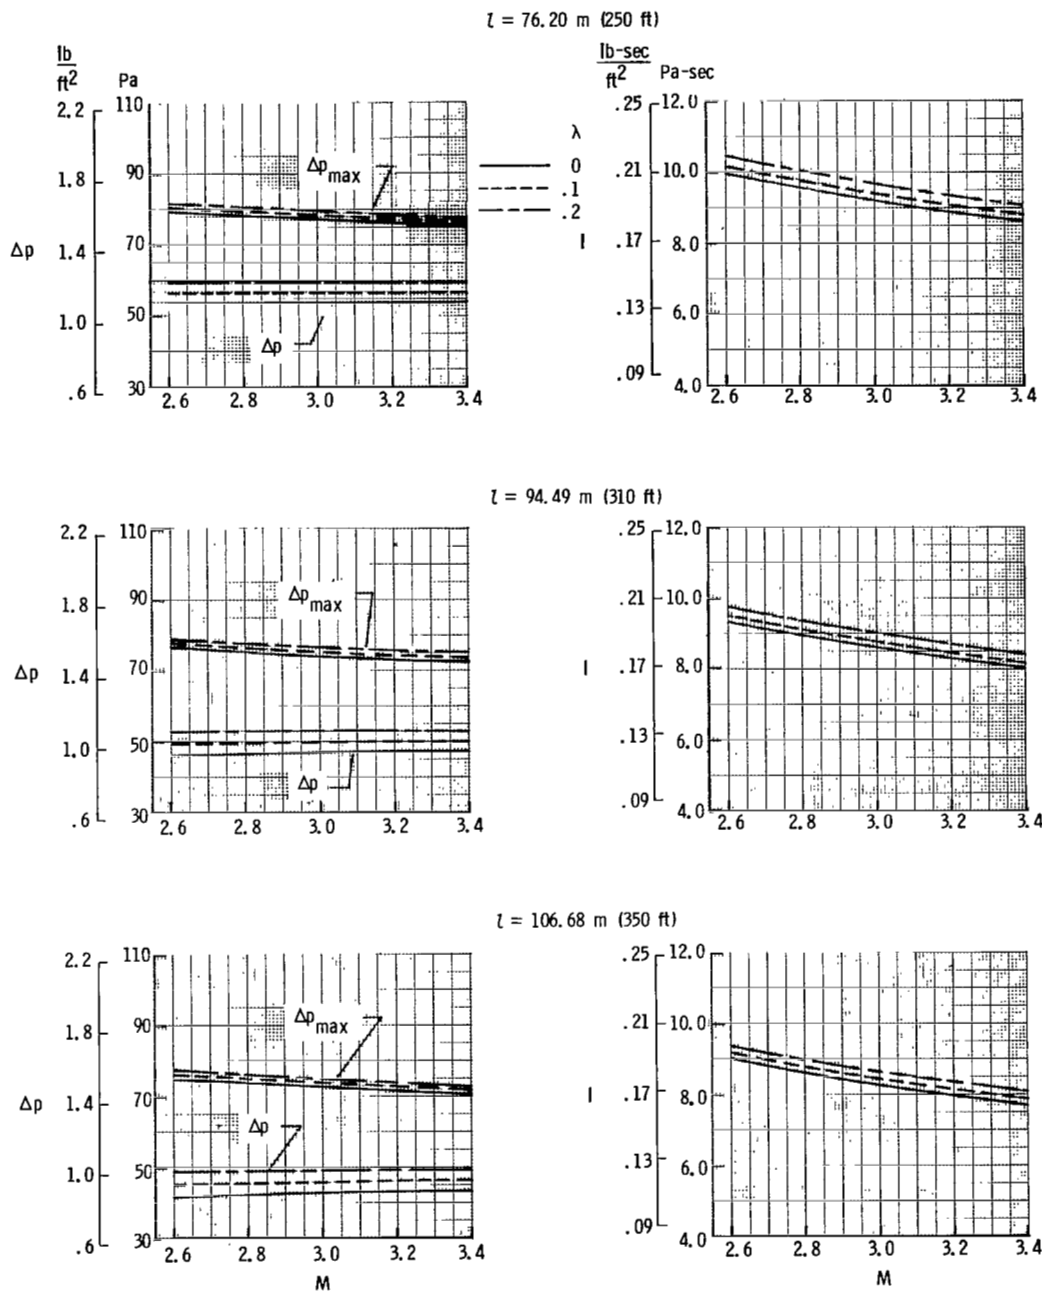 l = 76.20 m (250 ft)
lb
ft2
Pa
lb-sec
ft2
Pa-sec
2.2
1.8
1.4
1.0
.6
Δp
110
90
70
50
30
Δpmax
Δp
2.6 2.8 3.0 3.2 3.4
λ
0
.1
.2
I
.25
.21
.17
.13
.09
12.0
10.0
8.0
6.0
4.0
2.6 2.8 3.0 3.2 3.4
l = 94.49 m (310 ft)
2.2
1.8
1.4
1.0
.6
Δp
110
90
70
50
30
Δpmax
Δp
2.6 2.8 3.0 3.2 3.4
I
.25
.21
.17
.13
.09
12.0
10.0
8.0
6.0
4.0
2.6 2.8 3.0 3.2 3.4
l = 106.68 m (350 ft)
2.2
1.8
1.4
1.0
.6
Δp
110
90
70
50
30
Δpmax
Δp
2.6 2.8 3.0 3.2 3.4
M
I
.25
.21
.17
.13
.09
12.0
10.0
8.0
6.0
4.0
2.6 2.8 3.0 3.2 3.4
M